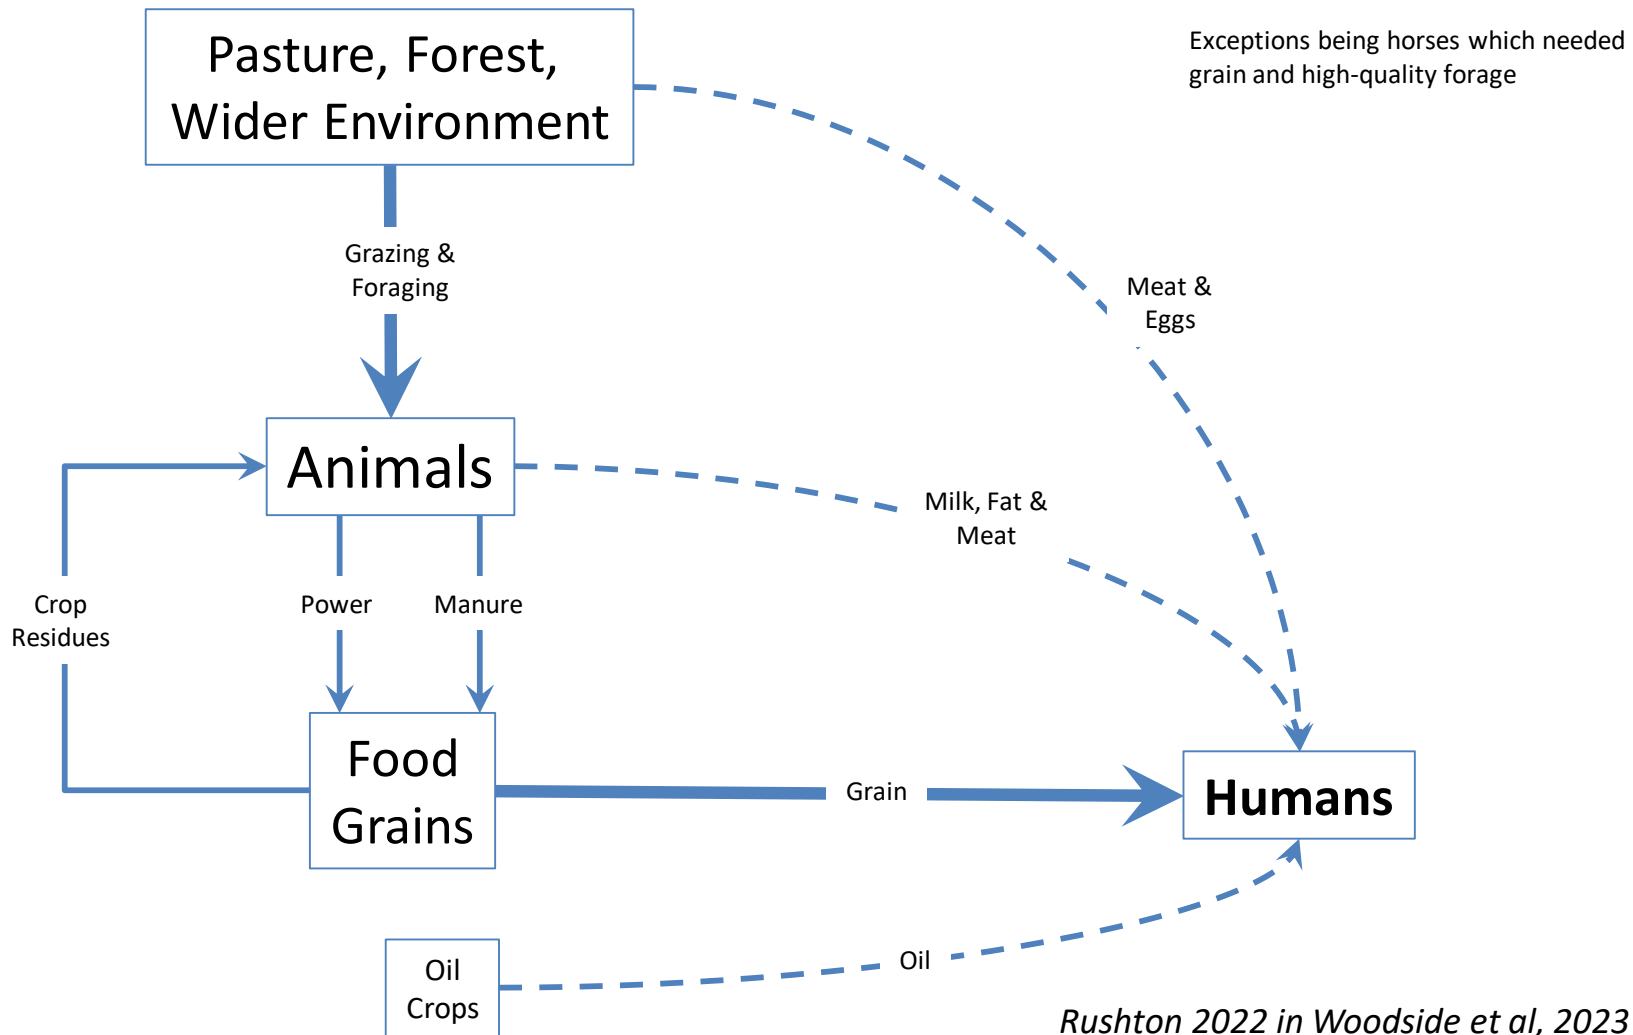 Pasture, Forest,
Wider Environment
Exceptions being horses which needed
grain and high-quality forage
Grazing &
Foraging
Meat &
Eggs
Animals
Milk, Fat &
Meat
Crop
Residues
Power
Manure
Food
Grains
Grain
Humans
Oil
Crops
Oil
Rushton 2022 in Woodside et al, 2023